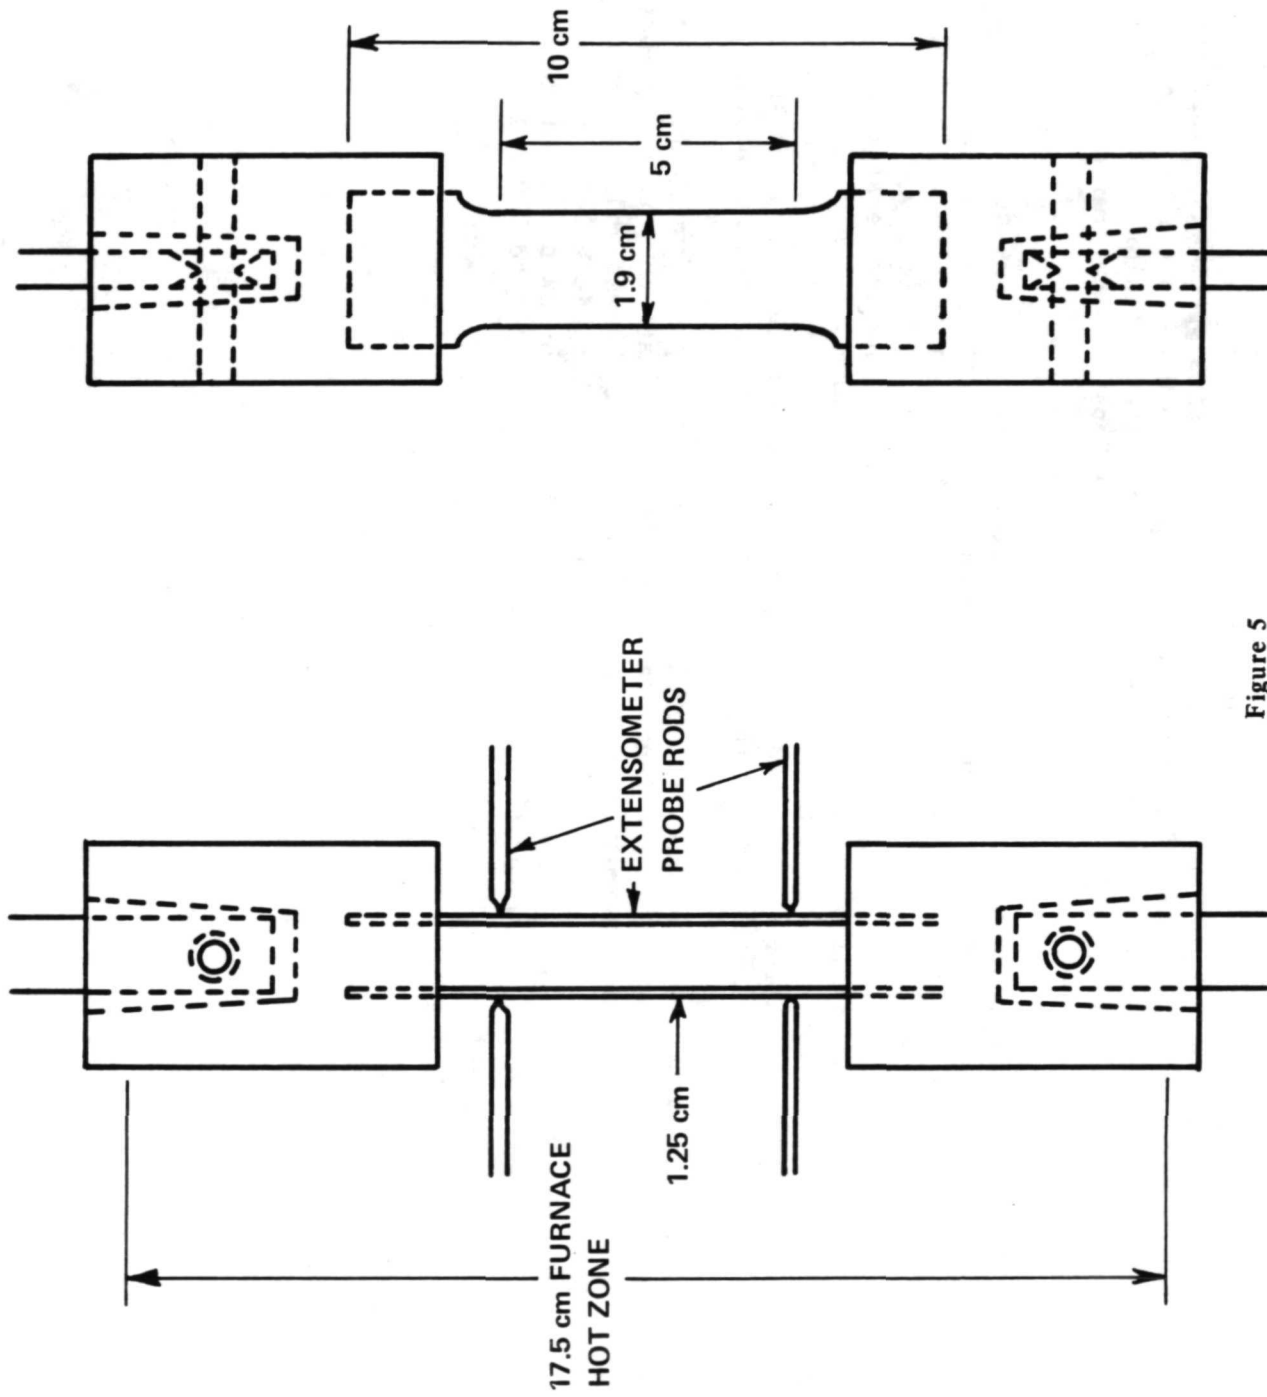 10 cm
5 cm
1.9 cm
EXTENSOMETER
PROBE RODS
1.25 cm
17.5 cm FURNACE
HOT ZONE
Figure 5